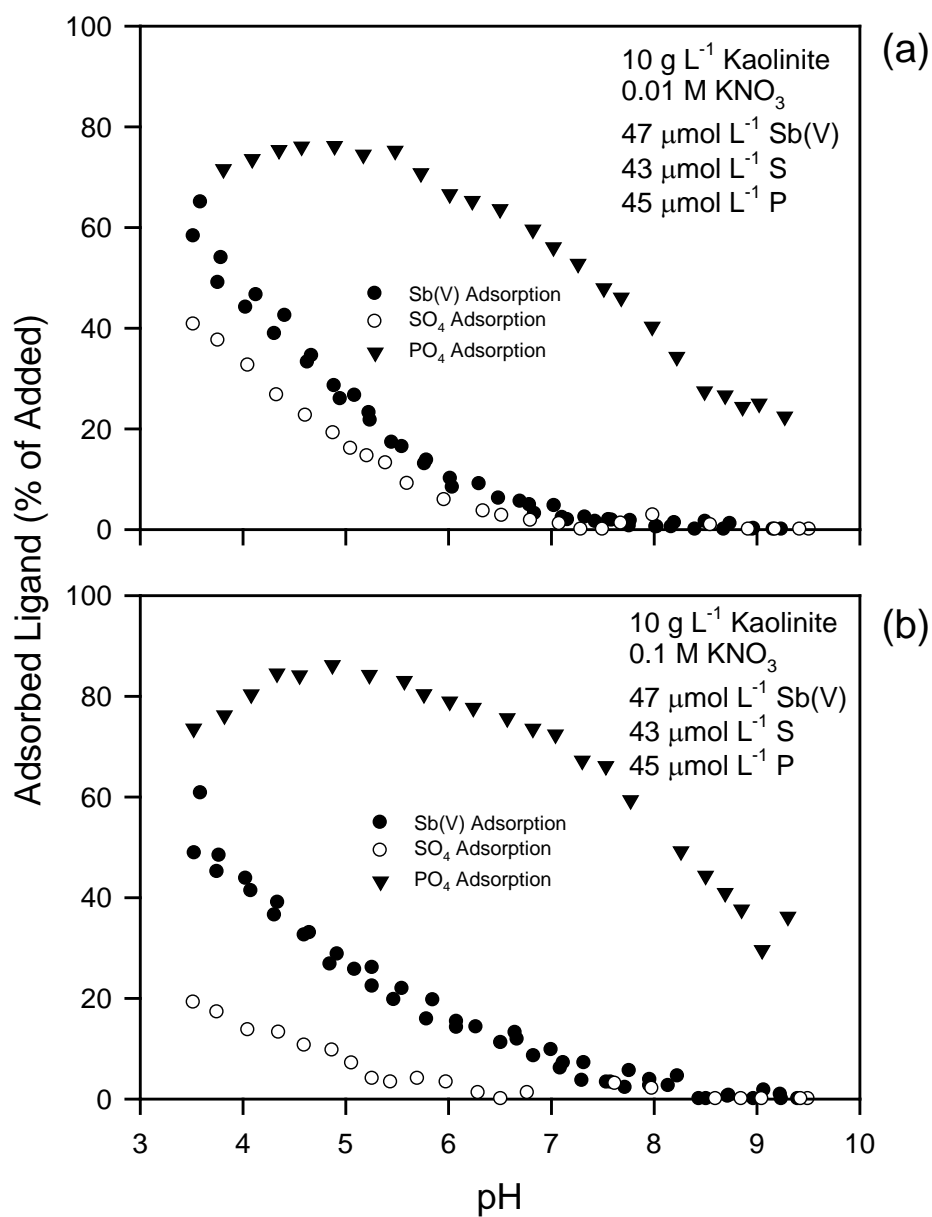 (a)
10 g L⁻¹ Kaolinite
0.01 M KNO₃
47 μmol L⁻¹ Sb(V)
43 μmol L⁻¹ S
45 μmol L⁻¹ P
Sb(V) Adsorption
SO₄ Adsorption
PO₄ Adsorption
100
80
60
40
20
0
Adsorbed Ligand (% of Added)
(b)
10 g L⁻¹ Kaolinite
0.1 M KNO₃
47 μmol L⁻¹ Sb(V)
43 μmol L⁻¹ S
45 μmol L⁻¹ P
Sb(V) Adsorption
SO₄ Adsorption
PO₄ Adsorption
100
80
60
40
20
0
3 4 5 6 7 8 9 10
pH